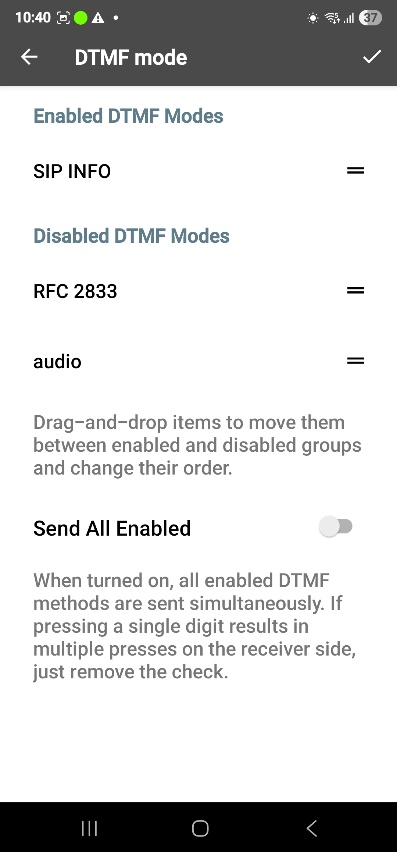 10:40 37
DTMF mode
Enabled DTMF Modes
SIP INFO
Disabled DTMF Modes
RFC 2833
audio
Drag-and-drop items to move them
between enabled and disabled groups
and change their order.
Send All Enabled
When turned on, all enabled DTMF
methods are sent simultaneously. If
pressing a single digit results in
multiple presses on the receiver side,
just remove the check.